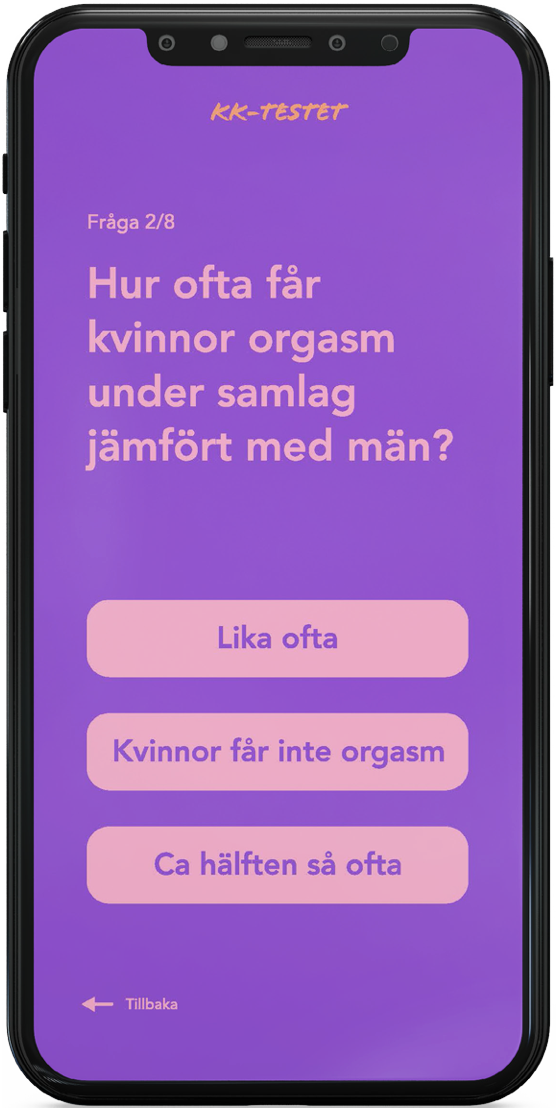 KK-TESTET
Fråga 2/8
Hur ofta får
kvinnor orgasm
under samlag
jämfört med män?
Lika ofta
Kvinnor får inte orgasm
Ca hälften så ofta
Tillbaka